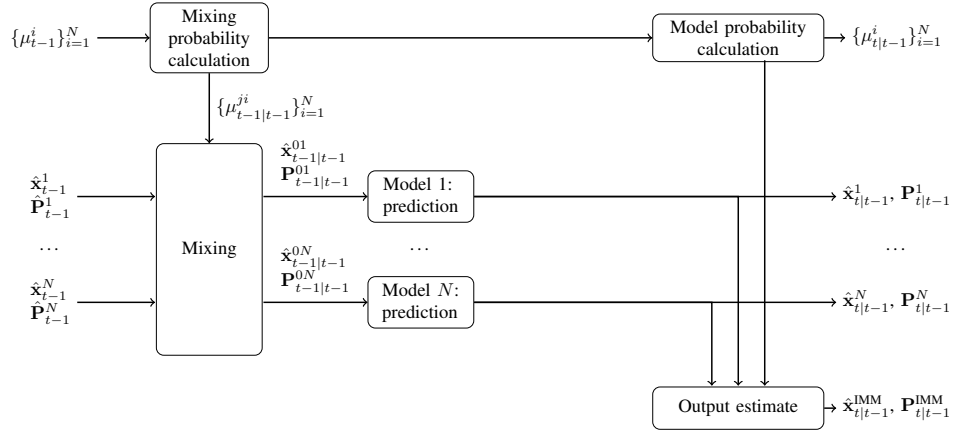 {μ^i_{t−1}}^N_{i=1}
Mixing
probability
calculation
Model probability
calculation
{μ^i_{t|t−1}}^N_{i=1}
{μ^{ji}_{t−1|t−1}}^N_{i=1}
x̂^1_{t−1}
P̂^1_{t−1}
x̂^{01}_{t−1|t−1}
P^{01}_{t−1|t−1}
Model 1:
prediction
x̂^1_{t|t−1}, P^1_{t|t−1}
...
Mixing
...
...
x̂^N_{t−1}
P̂^N_{t−1}
x̂^{0N}_{t−1|t−1}
P^{0N}_{t−1|t−1}
Model N:
prediction
x̂^N_{t|t−1}, P^N_{t|t−1}
Output estimate
x̂^{IMM}_{t|t−1}, P^{IMM}_{t|t−1}